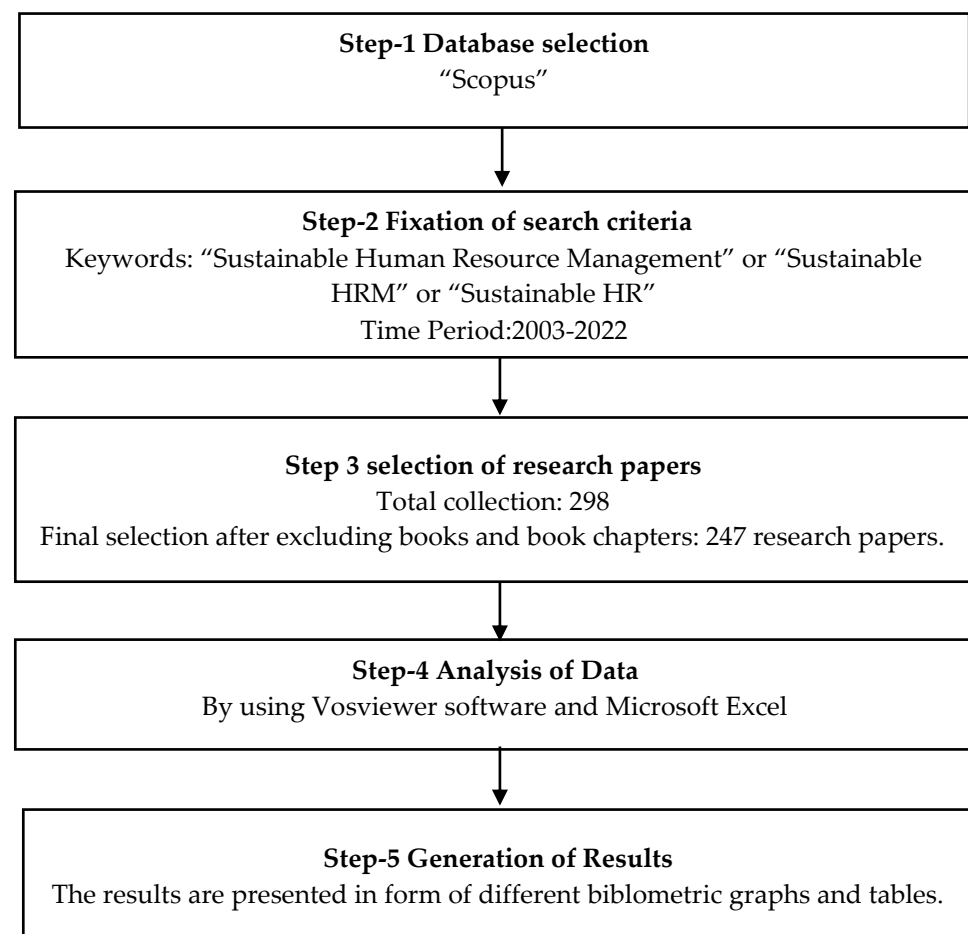 Step-1 Database selection
“Scopus”
Step-2 Fixation of search criteria
Keywords: “Sustainable Human Resource Management” or “Sustainable
HRM” or “Sustainable HR”
Time Period:2003-2022
Step 3 selection of research papers
Total collection: 298
Final selection after excluding books and book chapters: 247 research papers.
Step-4 Analysis of Data
By using Vosviewer software and Microsoft Excel
Step-5 Generation of Results
The results are presented in form of different biblometric graphs and tables.